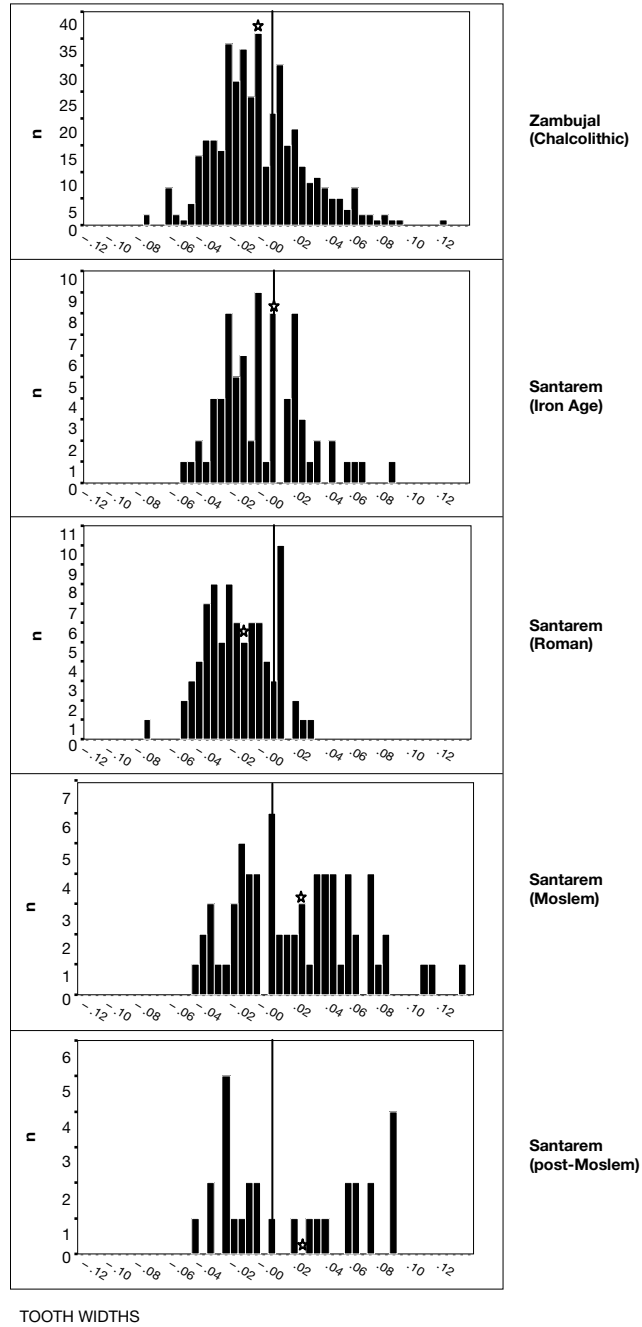 40
35
30
25
20
15
10
5
0
n
–·12 –·10 –·08 –·06 –·04 –·02 –·00 ·02 ·04 ·06 ·08 ·10 ·12
Zambujal
(Chalcolithic)
10
9
8
7
6
5
4
3
2
1
0
n
–·12 –·10 –·08 –·06 –·04 –·02 –·00 ·02 ·04 ·06 ·08 ·10 ·12
Santarem
(Iron Age)
11
10
9
8
7
6
5
4
3
2
1
0
n
–·12 –·10 –·08 –·06 –·04 –·02 –·00 ·02 ·04 ·06 ·08 ·10 ·12
Santarem
(Roman)
7
6
5
4
3
2
1
0
n
–·12 –·10 –·08 –·06 –·04 –·02 –·00 ·02 ·04 ·06 ·08 ·10 ·12
Santarem
(Moslem)
6
5
4
3
2
1
0
n
–·12 –·10 –·08 –·06 –·04 –·02 –·00 ·02 ·04 ·06 ·08 ·10 ·12
Santarem
(post-Moslem)
TOOTH WIDTHS